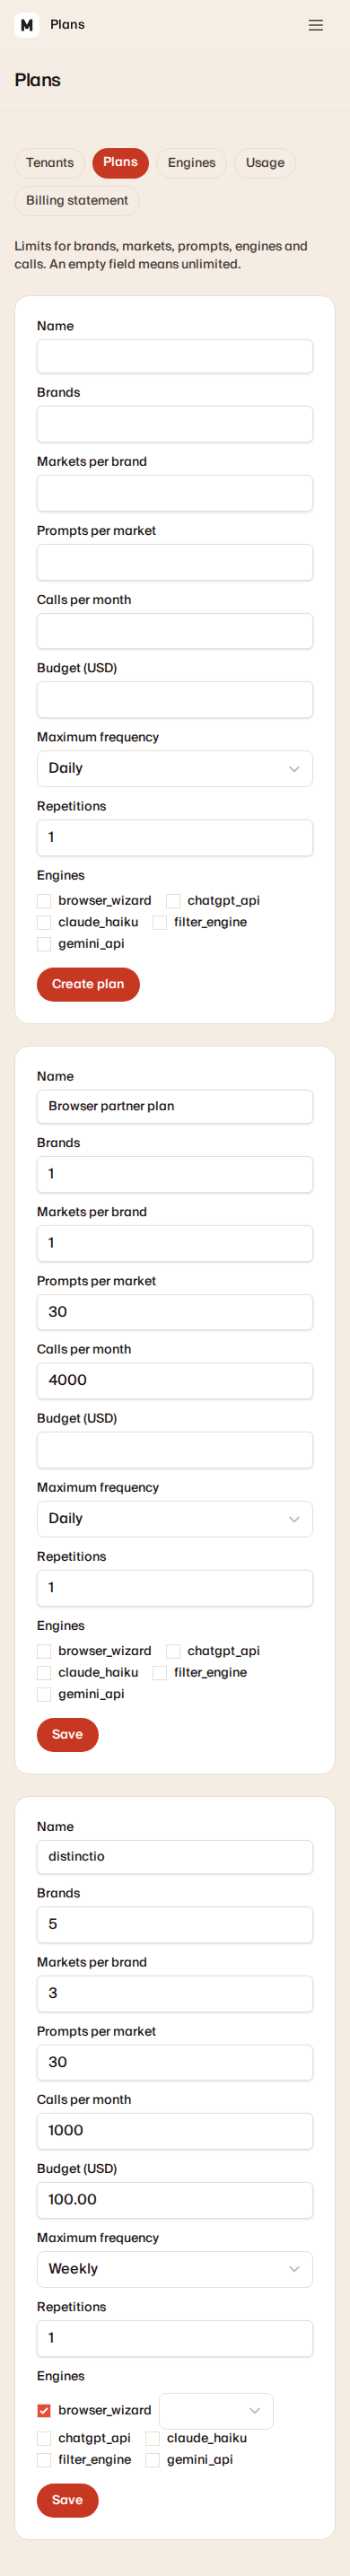 M Plans
Plans
Tenants Plans Engines Usage
Billing statement
Limits for brands, markets, prompts, engines and
calls. An empty field means unlimited.
Name
Brands
Markets per brand
Prompts per market
Calls per month
Budget (USD)
Maximum frequency
Daily
Repetitions
1
Engines
browser_wizard chatgpt_api
claude_haiku filter_engine
gemini_api
Create plan
Name
Browser partner plan
Brands
1
Markets per brand
1
Prompts per market
30
Calls per month
4000
Budget (USD)
Maximum frequency
Daily
Repetitions
1
Engines
browser_wizard chatgpt_api
claude_haiku filter_engine
gemini_api
Save
Name
distinctio
Brands
5
Markets per brand
3
Prompts per market
30
Calls per month
1000
Budget (USD)
100.00
Maximum frequency
Weekly
Repetitions
1
Engines
browser_wizard
chatgpt_api claude_haiku
filter_engine gemini_api
Save